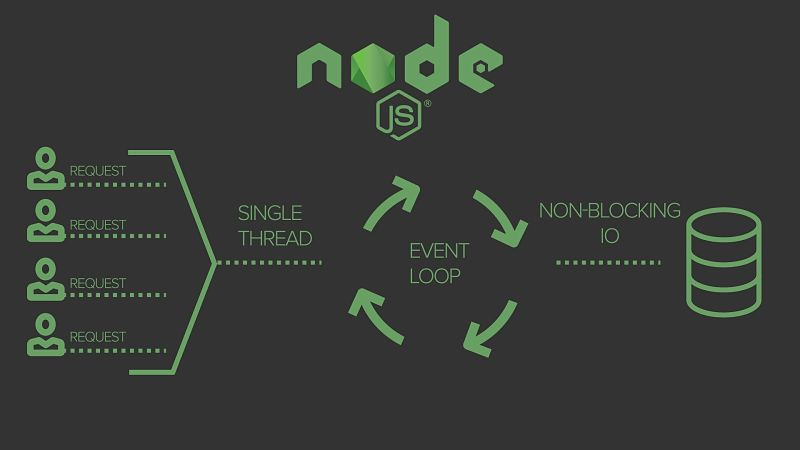 node
JS®
REQUEST
REQUEST
REQUEST
REQUEST
SINGLE
THREAD
EVENT
LOOP
NON-BLOCKING
IO